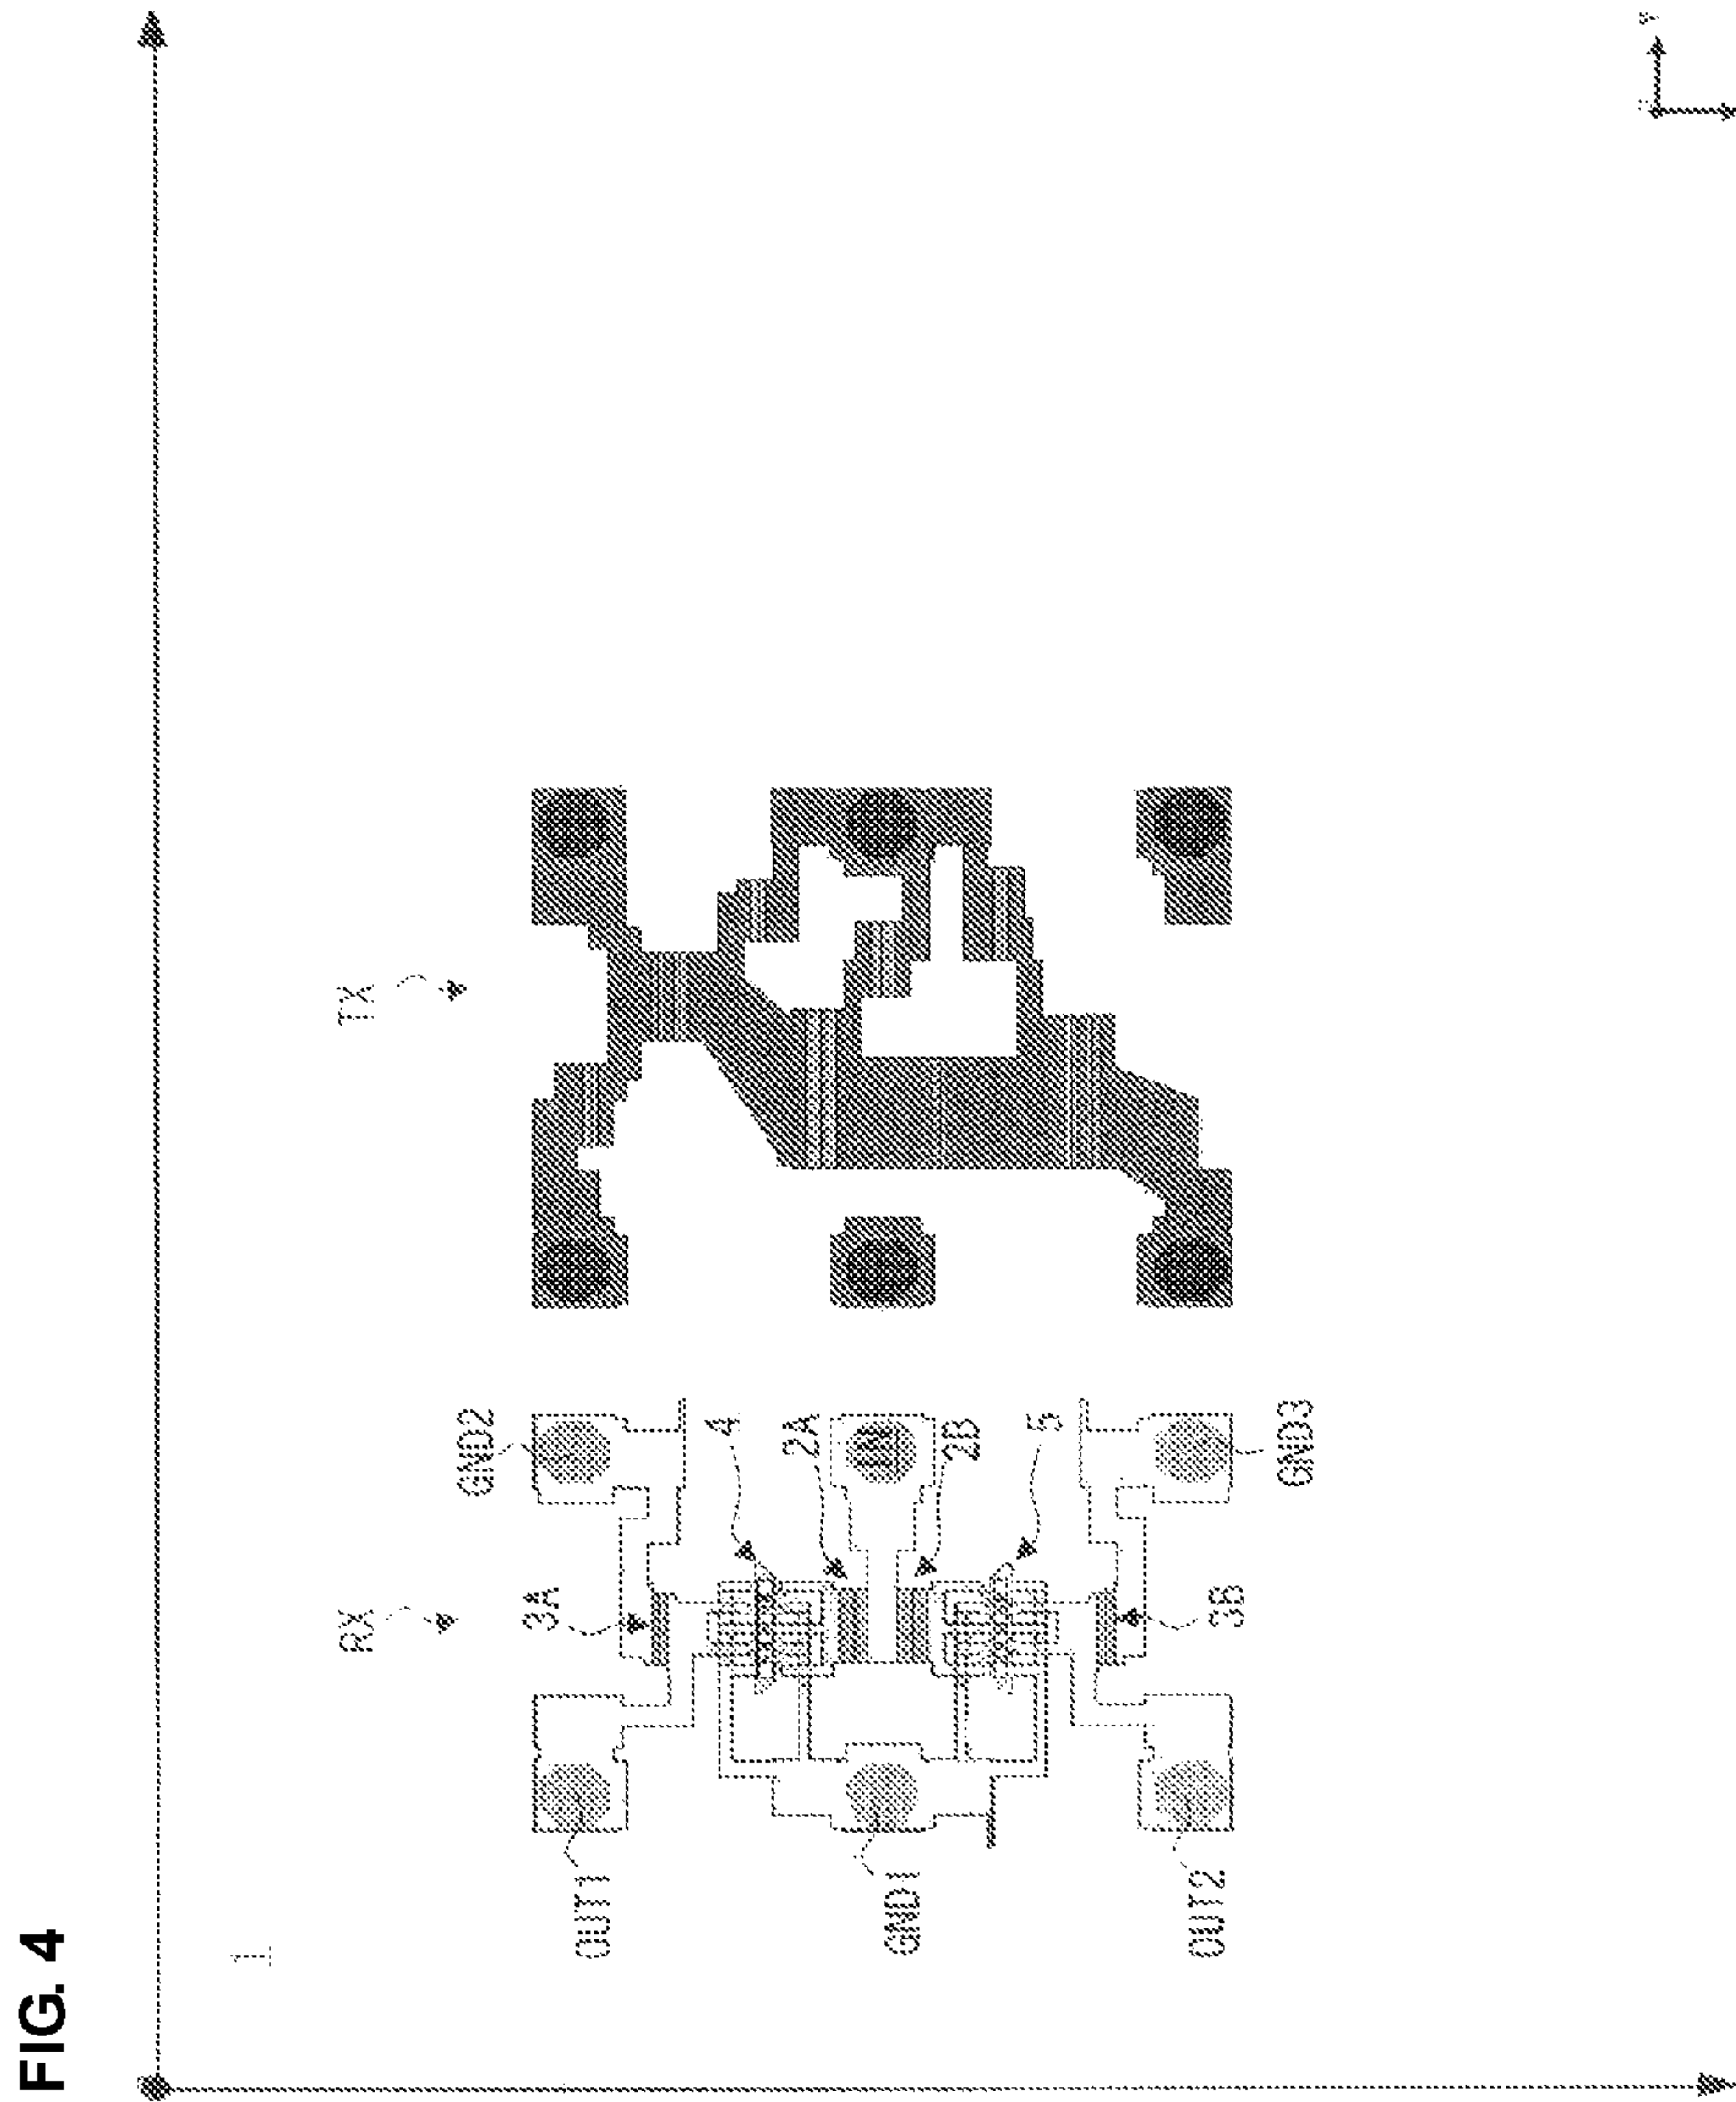 FIG. 4
1
RX
TX
OUT1
GND1
OUT2
3A
3B
GND2
4
2A
IN
2B
5
GND3
Y
Z